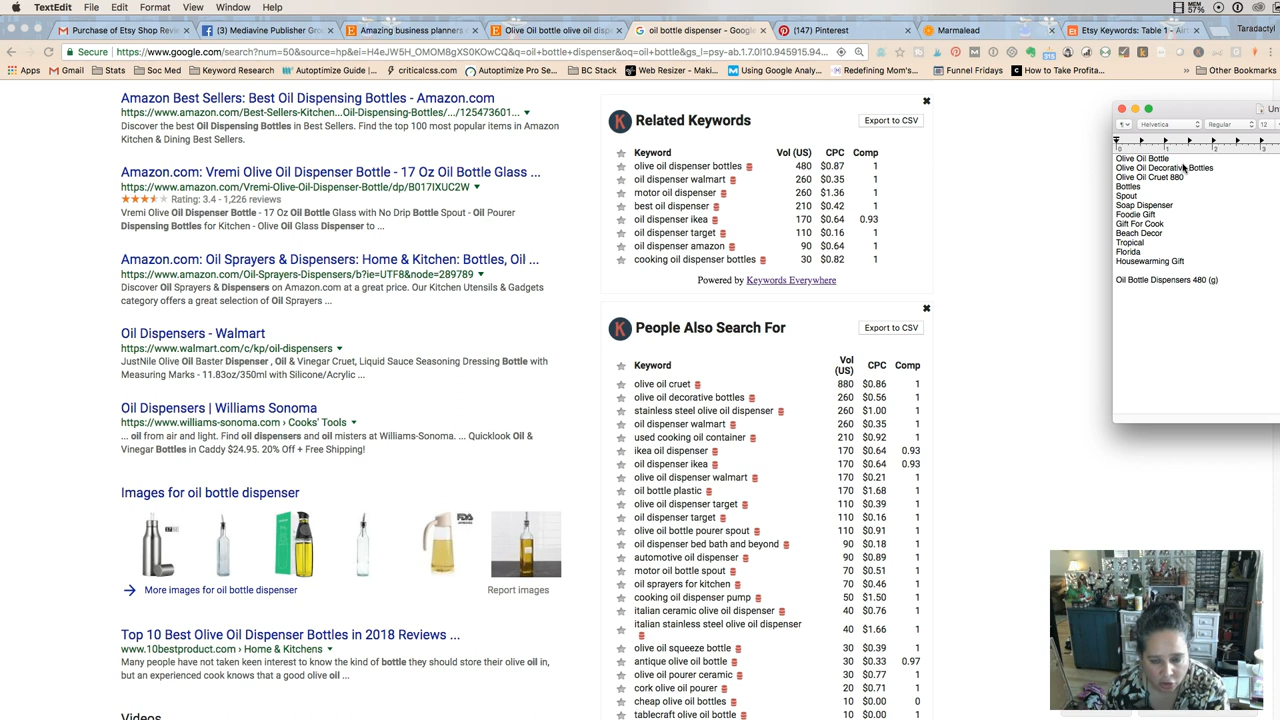 TextEdit File Edit Format View Window Help
MEM 57%
Purchase of Etsy Shop Revi
(3) Mediavine Publisher Gro
Amazing business planners
Olive Oil bottle olive oil disp
oil bottle dispenser - Google
(147) Pinterest
Marmalead
Etsy Keywords: Table 1 - Airt
Taradactyl
Secure https://www.google.com/search?num=50&source=hp&ei=H4eJW5H_OMOM8gXS0KOwCQ&q=oil+bottle+dispenser&oq=oil+bottle&gs_l=psy-ab.1.7.0l10.945915.94...
Apps Gmail Stats Soc Med Keyword Research Autoptimize Guide |... criticalcss.com Autoptimize Pro Se... BC Stack Web Resizer - Maki... Using Google Analy... Redefining Mom's... Funnel Fridays How to Take Profita... » Other Bookmarks
Amazon Best Sellers: Best Oil Dispensing Bottles - Amazon.com
https://www.amazon.com/Best-Sellers-Kitchen...Oil-Dispensing-Bottles/.../125473601...
Discover the best Oil Dispensing Bottles in Best Sellers. Find the top 100 most popular items in Amazon
Kitchen & Dining Best Sellers.
Amazon.com: Vremi Olive Oil Dispenser Bottle - 17 Oz Oil Bottle Glass ...
https://www.amazon.com/Vremi-Olive-Oil-Dispenser-Bottle/dp/B017IXUC2W
Rating: 3.4 - 1,226 reviews
Vremi Olive Oil Dispenser Bottle - 17 Oz Oil Bottle Glass with No Drip Bottle Spout - Oil Pourer
Dispensing Bottles for Kitchen - Olive Oil Glass Dispenser to ...
Amazon.com: Oil Sprayers & Dispensers: Home & Kitchen: Bottles, Oil ...
https://www.amazon.com/Oil-Sprayers-Dispensers/b?ie=UTF8&node=289789
Discover Oil Sprayers & Dispensers on Amazon.com at a great price. Our Kitchen Utensils & Gadgets
category offers a great selection of Oil Sprayers ...
Oil Dispensers - Walmart
https://www.walmart.com/c/kp/oil-dispensers
JustNile Olive Oil Baster Dispenser , Oil & Vinegar Cruet, Liquid Sauce Seasoning Dressing Bottle with
Measuring Marks - 11.83oz/350ml with Silicone/Acrylic ...
Oil Dispensers | Williams Sonoma
https://www.williams-sonoma.com › Cooks' Tools
... oil from air and light. Find oil dispensers and oil misters at Williams-Sonoma. ... Quicklook Oil &
Vinegar Bottles in Caddy $24.95. 20% Off + Free Shipping!
Images for oil bottle dispenser
More images for oil bottle dispenser Report images
Top 10 Best Olive Oil Dispenser Bottles in 2018 Reviews ...
www.10bestproduct.com › Home & Kitchens
Many people have not taken keen interest to know the kind of bottle they should store their olive oil in,
but an experienced cook knows that a good olive oil ...
Videos
K Related Keywords Export to CSV
Keyword Vol (US) CPC Comp
olive oil dispenser bottles 480 $0.87 1
oil dispenser walmart 260 $0.35 1
motor oil dispenser 260 $1.36 1
best oil dispenser 210 $0.42 1
oil dispenser ikea 170 $0.64 0.93
oil dispenser target 110 $0.16 1
oil dispenser amazon 90 $0.64 1
cooking oil dispenser bottles 30 $0.82 1
Powered by Keywords Everywhere
K People Also Search For Export to CSV
Keyword Vol (US) CPC Comp
olive oil cruet 880 $0.86 1
olive oil decorative bottles 260 $0.56 1
stainless steel olive oil dispenser 260 $1.00 1
oil dispenser walmart 260 $0.35 1
used cooking oil container 210 $0.92 1
ikea oil dispenser 170 $0.64 0.93
oil dispenser ikea 170 $0.64 0.93
olive oil dispenser walmart 170 $0.21 1
oil bottle plastic 170 $1.68 1
olive oil dispenser target 110 $0.39 1
oil dispenser target 110 $0.16 1
olive oil bottle pourer spout 110 $0.91 1
oil dispenser bed bath and beyond 90 $0.18 1
automotive oil dispenser 90 $0.89 1
motor oil bottle spout 70 $0.51 1
oil sprayers for kitchen 70 $0.46 1
cooking oil dispenser pump 50 $1.50 1
italian ceramic olive oil dispenser 40 $0.76 1
italian stainless steel olive oil dispenser 40 $1.66 1
olive oil squeeze bottle 30 $0.39 1
antique olive oil bottle 30 $0.33 0.97
olive oil pourer ceramic 30 $0.77 1
cork olive oil pourer 20 $0.71 1
cheap olive oil bottles 10 $0.00 0
tablecraft olive oil bottle 10 $0.00 1
Helvetica Regular 12
0 1 2 3
Olive Oil Bottle
Olive Oil Decorative Bottles
Olive Oil Cruet 880
Bottles
Spout
Soap Dispenser
Foodie Gift
Gift For Cook
Beach Decor
Tropical
Florida
Housewarming Gift
Oil Bottle Dispensers 480 (g)